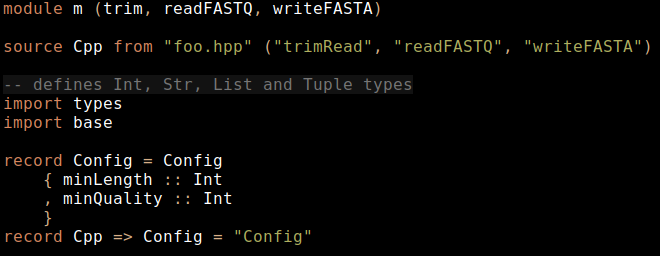 module m (trim, readFASTQ, writeFASTA)
source Cpp from "foo.hpp" ("trimRead", "readFASTQ", "writeFASTA")
-- defines Int, Str, List and Tuple types
import types
import base
record Config = Config
{ minLength :: Int
, minQuality :: Int
}
record Cpp => Config = "Config"